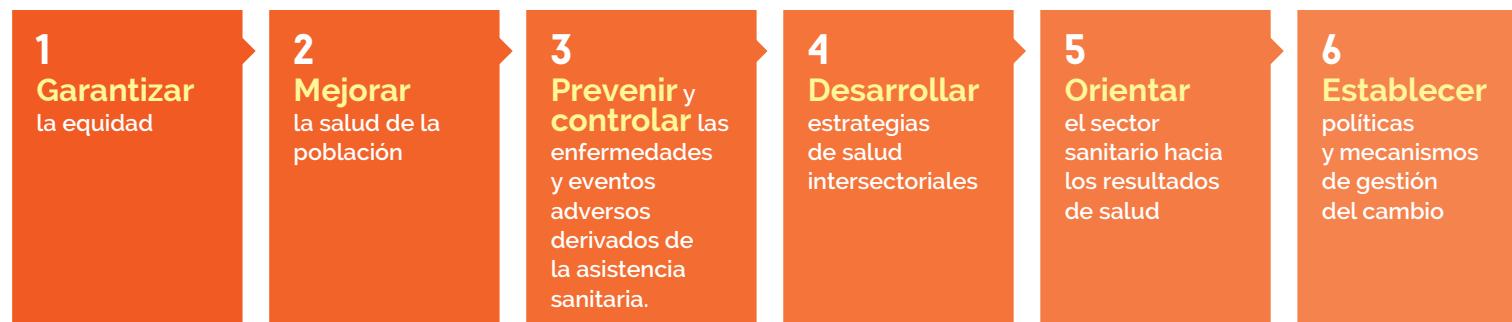 1
Garantizar
la equidad
2
Mejorar
la salud de la
población
3
Prevenir y
controlar las
enfermedades
y eventos
adversos
derivados de
la asistencia
sanitaria.
4
Desarrollar
estrategias
de salud
intersectoriales
5
Orientar
el sector
sanitario hacia
los resultados
de salud
6
Establecer
políticas
y mecanismos
de gestión
del cambio